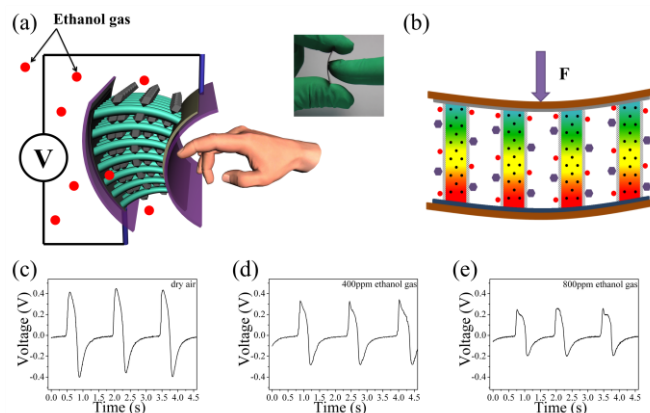 (a)
Ethanol gas
V
(b)
F
(c)
dry air
Voltage (V)
0.4
0.2
0.0
-0.2
-0.4
0.0 0.5 1.0 1.5 2.0 2.5 3.0 3.5 4.0 4.5
Time (s)
(d)
400ppm ethanol gas
Voltage (V)
0.4
0.2
0.0
-0.2
-0.4
0.0 0.5 1.0 1.5 2.0 2.5 3.0 3.5 4.0 4.5
Time (s)
(e)
800ppm ethanol gas
Voltage (V)
0.4
0.2
0.0
-0.2
-0.4
0.0 0.5 1.0 1.5 2.0 2.5 3.0 3.5 4.0 4.5
Time (s)